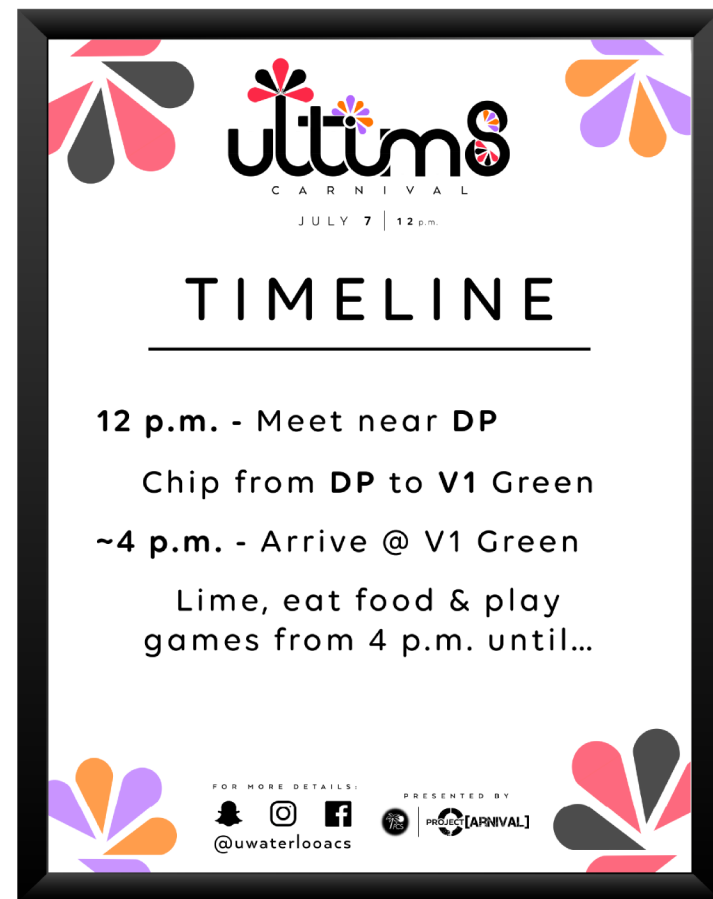 ultim8
CARNIVAL
JULY 7 | 12 p.m.
TIMELINE
12 p.m. - Meet near DP
Chip from DP to V1 Green
~4 p.m. - Arrive @ V1 Green
Lime, eat food & play
games from 4 p.m. until...
FOR MORE DETAILS:
@uwaterlooacs
PRESENTED BY
PROJECT [ARNIVAL]